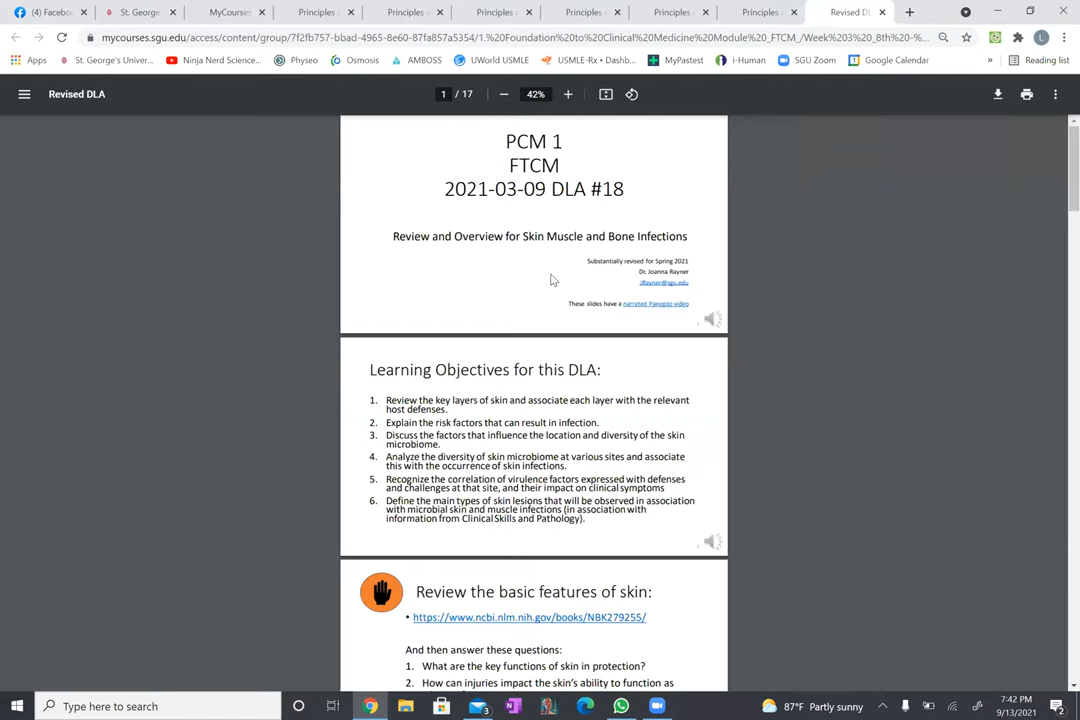 (4) Facebo
St. George
MyCourses
Principles
Principles
Principles
Principles
Principles
Principles
Revised DL
mycourses.sgu.edu/access/content/group/7f2fb757-bbad-4965-8e60-87fa857a5354/1.%20Foundation%20to%20Clinical%20Medicine%20Module%20_FTCM_/Week%203%20_8th%20-%...
Apps
St. George's Univer...
Ninja Nerd Science...
Physeo
Osmosis
AMBOSS
UWorld USMLE
USMLE-Rx • Dashb...
MyPastest
i-Human
SGU Zoom
Google Calendar
»
Reading list
Revised DLA
1 / 17
42%
PCM 1
FTCM
2021-03-09 DLA #18
Review and Overview for Skin Muscle and Bone Infections
Substantially revised for Spring 2021
Dr. Joanna Rayner
JRayner@sgu.edu
These slides have a narrated Panopto video
Learning Objectives for this DLA:
1. Review the key layers of skin and associate each layer with the relevant
host defenses.
2. Explain the risk factors that can result in infection.
3. Discuss the factors that influence the location and diversity of the skin
microbiome.
4. Analyze the diversity of skin microbiome at various sites and associate
this with the occurrence of skin infections.
5. Recognize the correlation of virulence factors expressed with defenses
and challenges at that site, and their impact on clinical symptoms
6. Define the main types of skin lesions that will be observed in association
with microbial skin and muscle infections (in association with
information from Clinical Skills and Pathology).
Review the basic features of skin:
• https://www.ncbi.nlm.nih.gov/books/NBK279255/
And then answer these questions:
1. What are the key functions of skin in protection?
2. How can injuries impact the skin's ability to function as
Type here to search
3
87°F Partly sunny
7:42 PM
9/13/2021
2